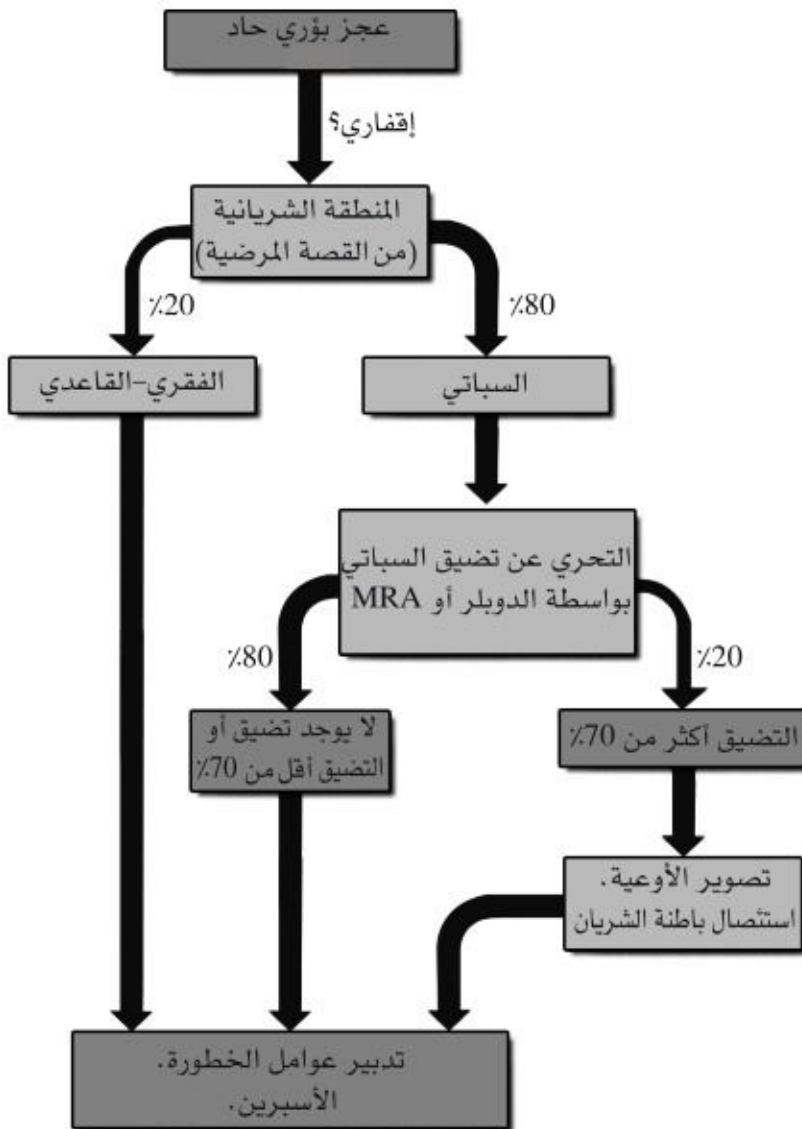 عجز بؤري حاد
إقفاري؟
المنطقة الشريانية
(من القصة المرضية)
٪80
٪20
السباتي
الفقري-القاعدي
التحري عن تضيق السباتي
بواسطة الدوبلر أو MRA
٪20
٪80
التضيق أكثر من 70٪
لا يوجد تضيق أو
التضيق أقل من 70٪
تصوير الأوعية.
استئصال باطنة الشريان
تدبير عوامل الخطورة.
الأسبرين.